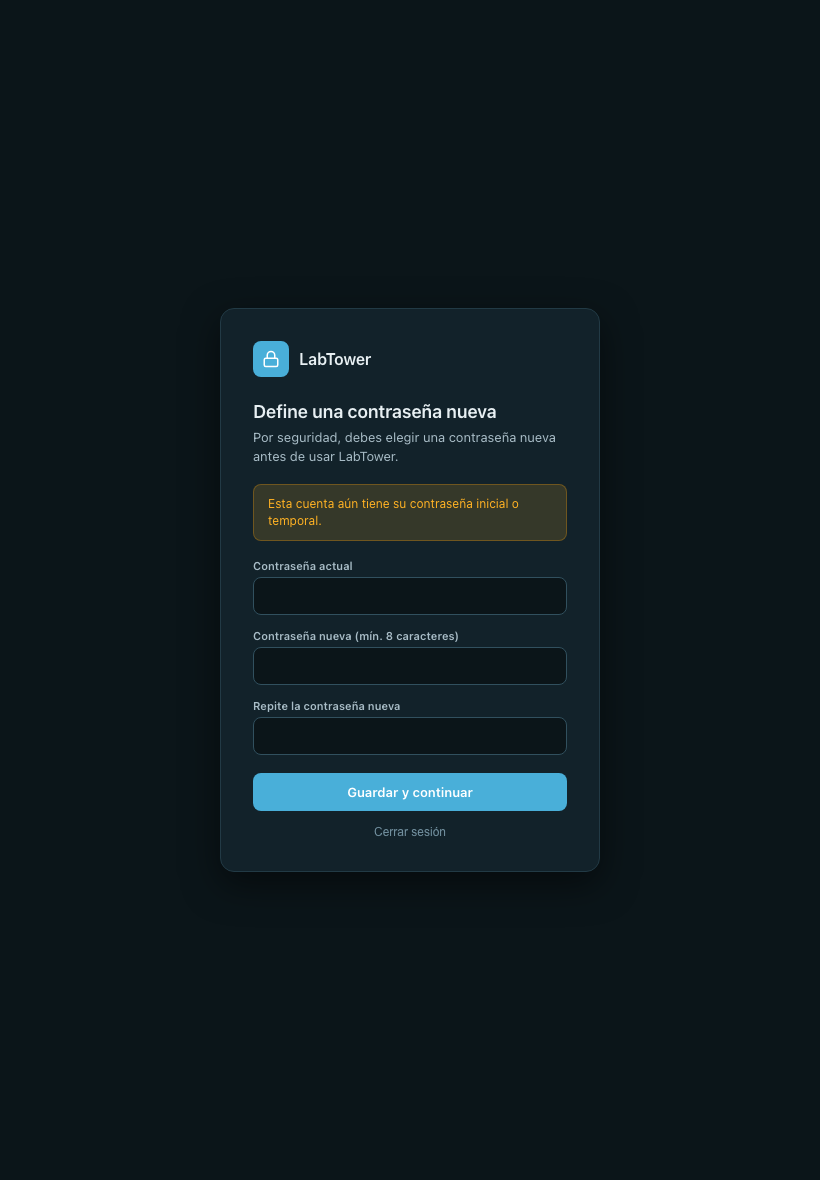 LabTower
Define una contraseña nueva
Por seguridad, debes elegir una contraseña nueva
antes de usar LabTower.
Esta cuenta aún tiene su contraseña inicial o
temporal.
Contraseña actual
Contraseña nueva (mín. 8 caracteres)
Repite la contraseña nueva
Guardar y continuar
Cerrar sesión